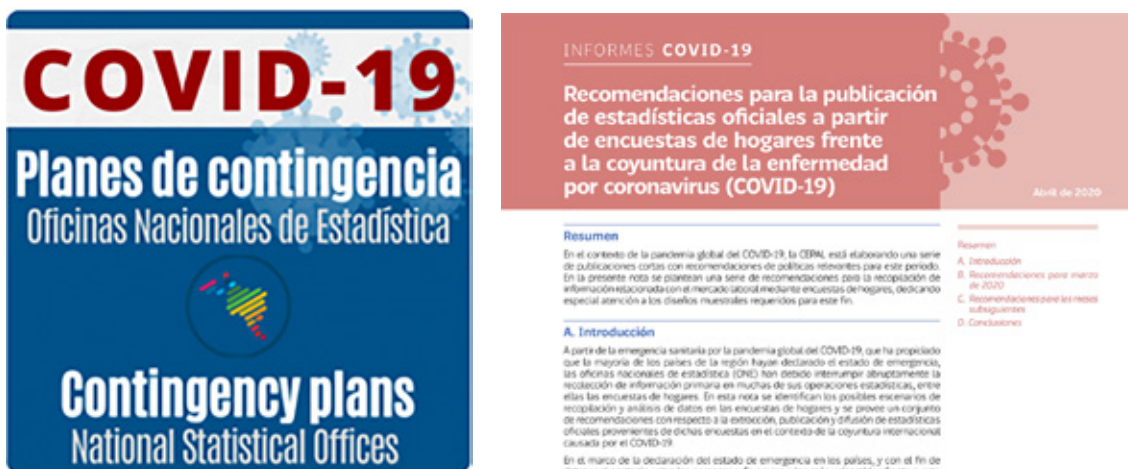 COVID-19
Planes de contingencia
Oficinas Nacionales de Estadística
Contingency plans
National Statistical Offices
INFORMES COVID-19
Recomendaciones para la publicación
de estadísticas oficiales a partir
de encuestas de hogares frente
a la coyuntura de la enfermedad
por coronavirus (COVID-19)
Abril de 2020
Resumen
En el contexto de la pandemia global del COVID-19, la CEPAL está elaborando una serie
de publicaciones cortas con recomendaciones de políticas relevantes para este periodo.
En la presente nota se plantean una serie de recomendaciones para la recopilación de
información relacionada con el mercado laboral mediante encuestas de hogares, dedicando
especial atención a los diseños muestrales requeridos para este fin.
A. Introducción
A partir de la emergencia sanitaria por la pandemia global del COVID-19, que ha propiciado
que la mayoría de los países de la región hayan declarado el estado de emergencia,
las oficinas nacionales de estadística (ONE) han debido interrumpir abruptamente la
recolección de información primaria en muchas de sus operaciones estadísticas, entre
ellas las encuestas de hogares. En esta nota se identifican los posibles escenarios de
recopilación y análisis de datos en las encuestas de hogares y se provee un conjunto
de recomendaciones con respecto a la extracción, publicación y difusión de estadísticas
oficiales provenientes de dichas encuestas en el contexto de la coyuntura internacional
causada por el COVID-19.
En el marco de la declaración del estado de emergencia en los países, y con el fin de
Resumen
A. Introducción
B. Recomendaciones para marzo
de 2020
C. Recomendaciones para los meses
subsiguientes
D. Conclusiones